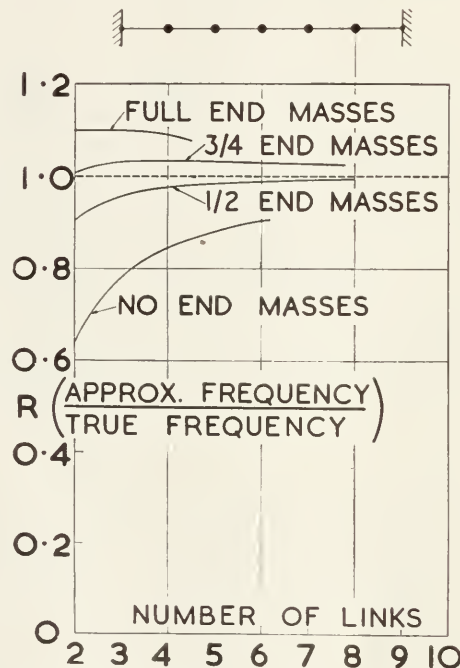 1·2
FULL END MASSES
3/4 END MASSES
1·0
1/2 END MASSES
0·8
NO END MASSES
0·6
R (APPROX. FREQUENCY
TRUE FREQUENCY)
0·4
0·2
NUMBER OF LINKS
0
2 3 4 5 6 7 8 9 10